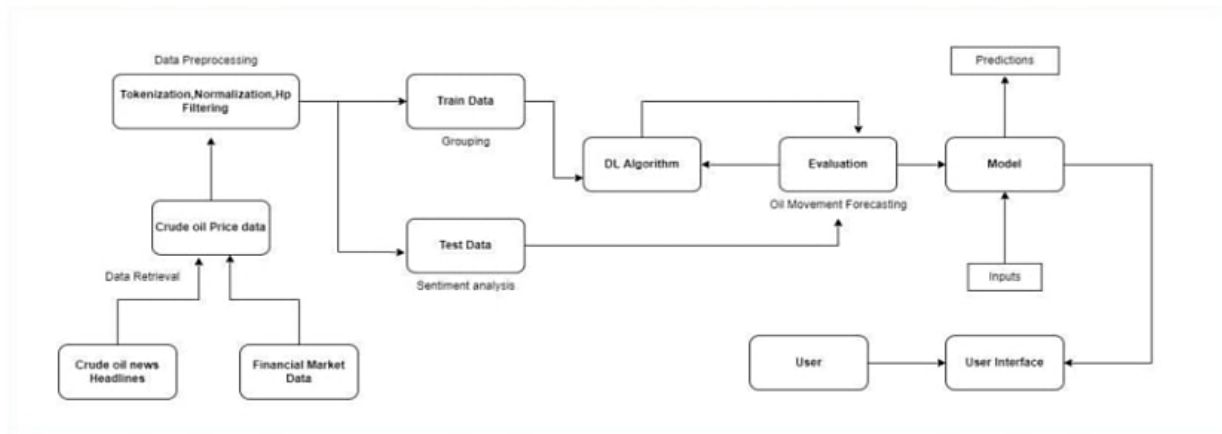 Data Preprocessing
Tokenization,Normalization,Hp
Filtering
Train Data
Grouping
DL Algorithm
Evaluation
Oil Movement Forecasting
Predictions
Model
Inputs
Crude oil Price data
Data Retrieval
Test Data
Sentiment analysis
Crude oil news
Headlines
Financial Market
Data
User
User Interface